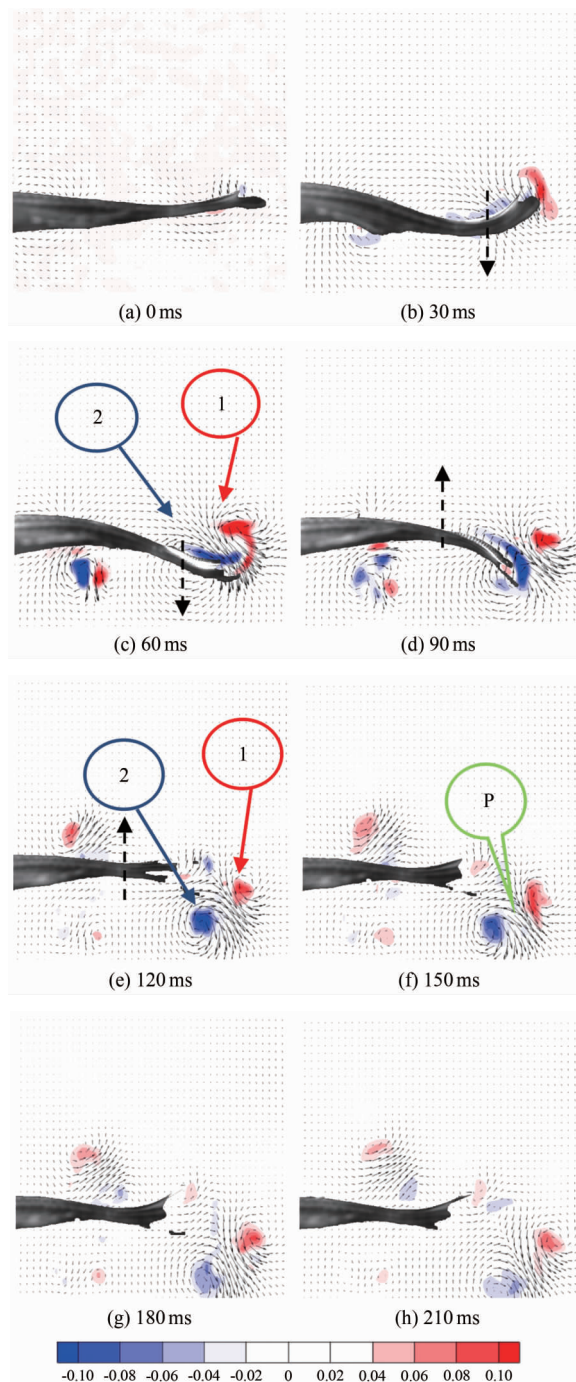 (a) 0 ms
(b) 30 ms
2
1
(c) 60 ms
(d) 90 ms
2
1
P
(e) 120 ms
(f) 150 ms
(g) 180 ms
(h) 210 ms
-0.10 -0.08 -0.06 -0.04 -0.02 0 0.02 0.04 0.06 0.08 0.10